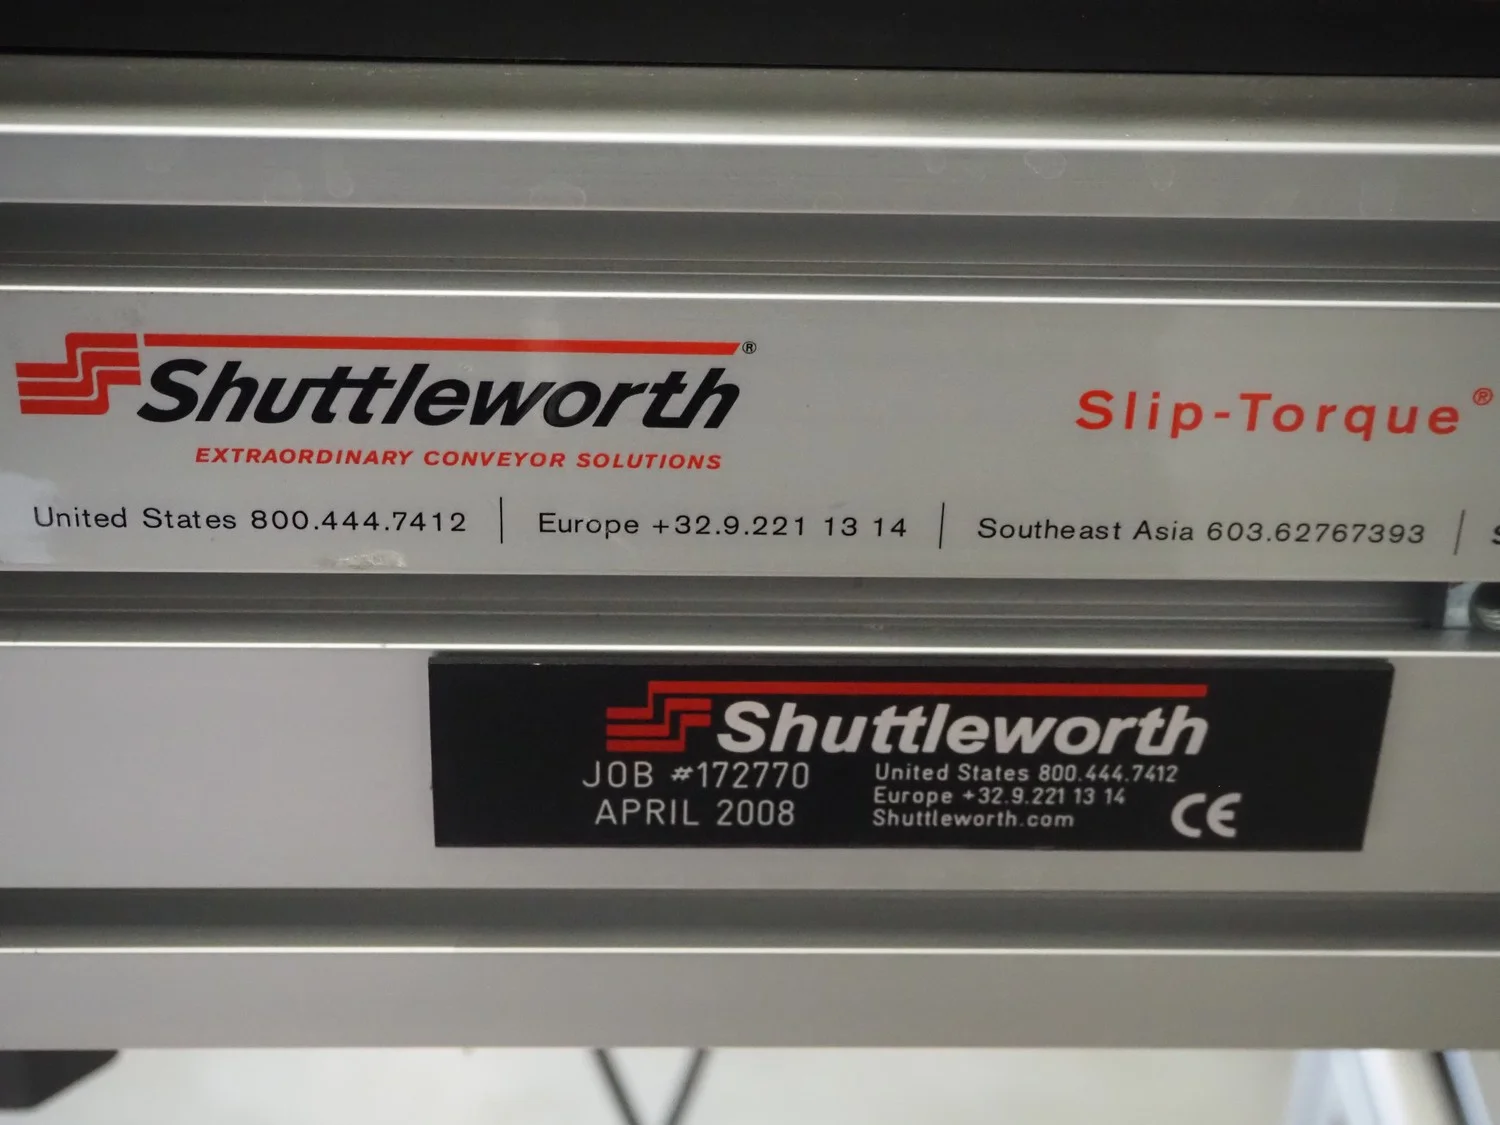 Shuttleworth®
EXTRAORDINARY CONVEYOR SOLUTIONS
Slip-Torque®
United States 800.444.7412 | Europe +32.9.221 13 14 | Southeast Asia 603.62767393 |
Shuttleworth
JOB #172770
APRIL 2008
United States 800.444.7412
Europe +32.9.221 13 14
Shuttleworth.com
CE